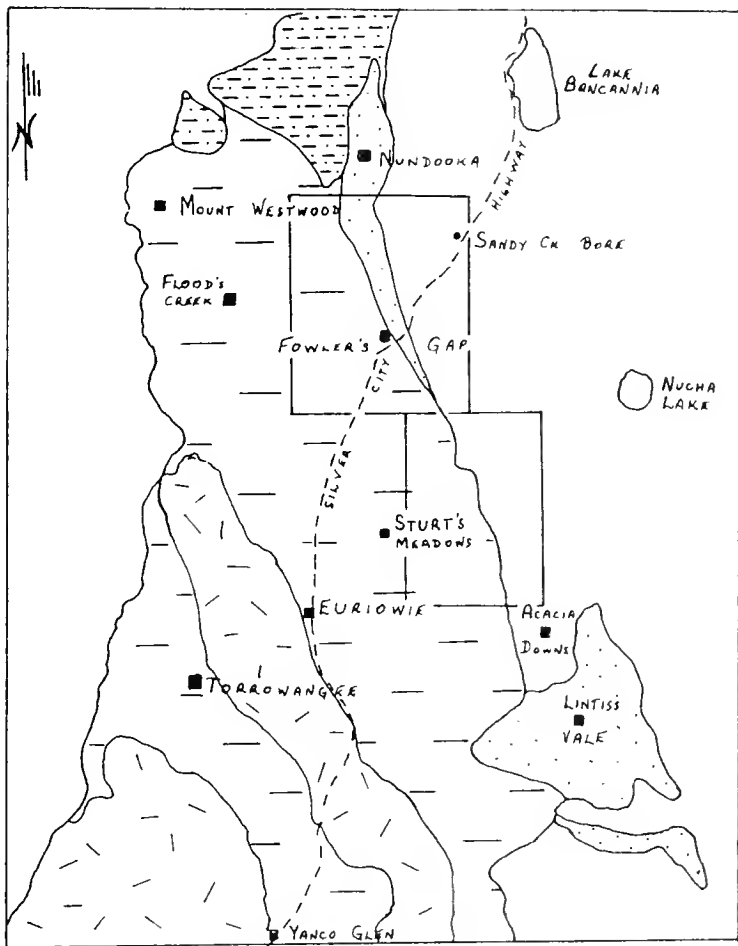 LAKE
BANCANNIA
N
NUNDOOKA
HIGHWAY
MOUNT WESTWOOD
SANDY CK BORE
FLOOD'S
CREEK
FOWLER'S GAP
NUCHA
LAKE
CITY
SILVER
STURT'S
MEADOWS
EURIOWIE
ACACIA
DOWNS
TORROWANGEE
LINTISS
VALE
YANCO GLEN